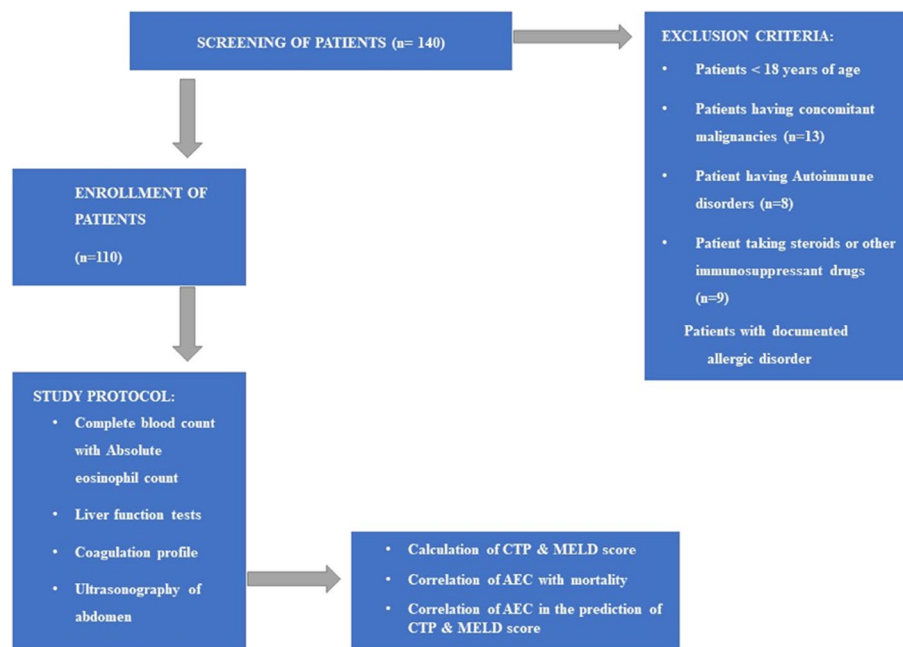 SCREENING OF PATIENTS (n= 140)
EXCLUSION CRITERIA:
• Patients < 18 years of age
• Patients having concomitant
malignancies (n=13)
• Patient having Autoimmune
disorders (n=8)
• Patient taking steroids or other
immunosuppressant drugs
(n=9)
Patients with documented
allergic disorder
ENROLLMENT OF
PATIENTS
(n=110)
STUDY PROTOCOL:
• Complete blood count
with Absolute
eosinophil count
• Liver function tests
• Coagulation profile
• Ultrasonography of
abdomen
• Calculation of CTP & MELD score
• Correlation of AEC with mortality
• Correlation of AEC in the prediction of
CTP & MELD score